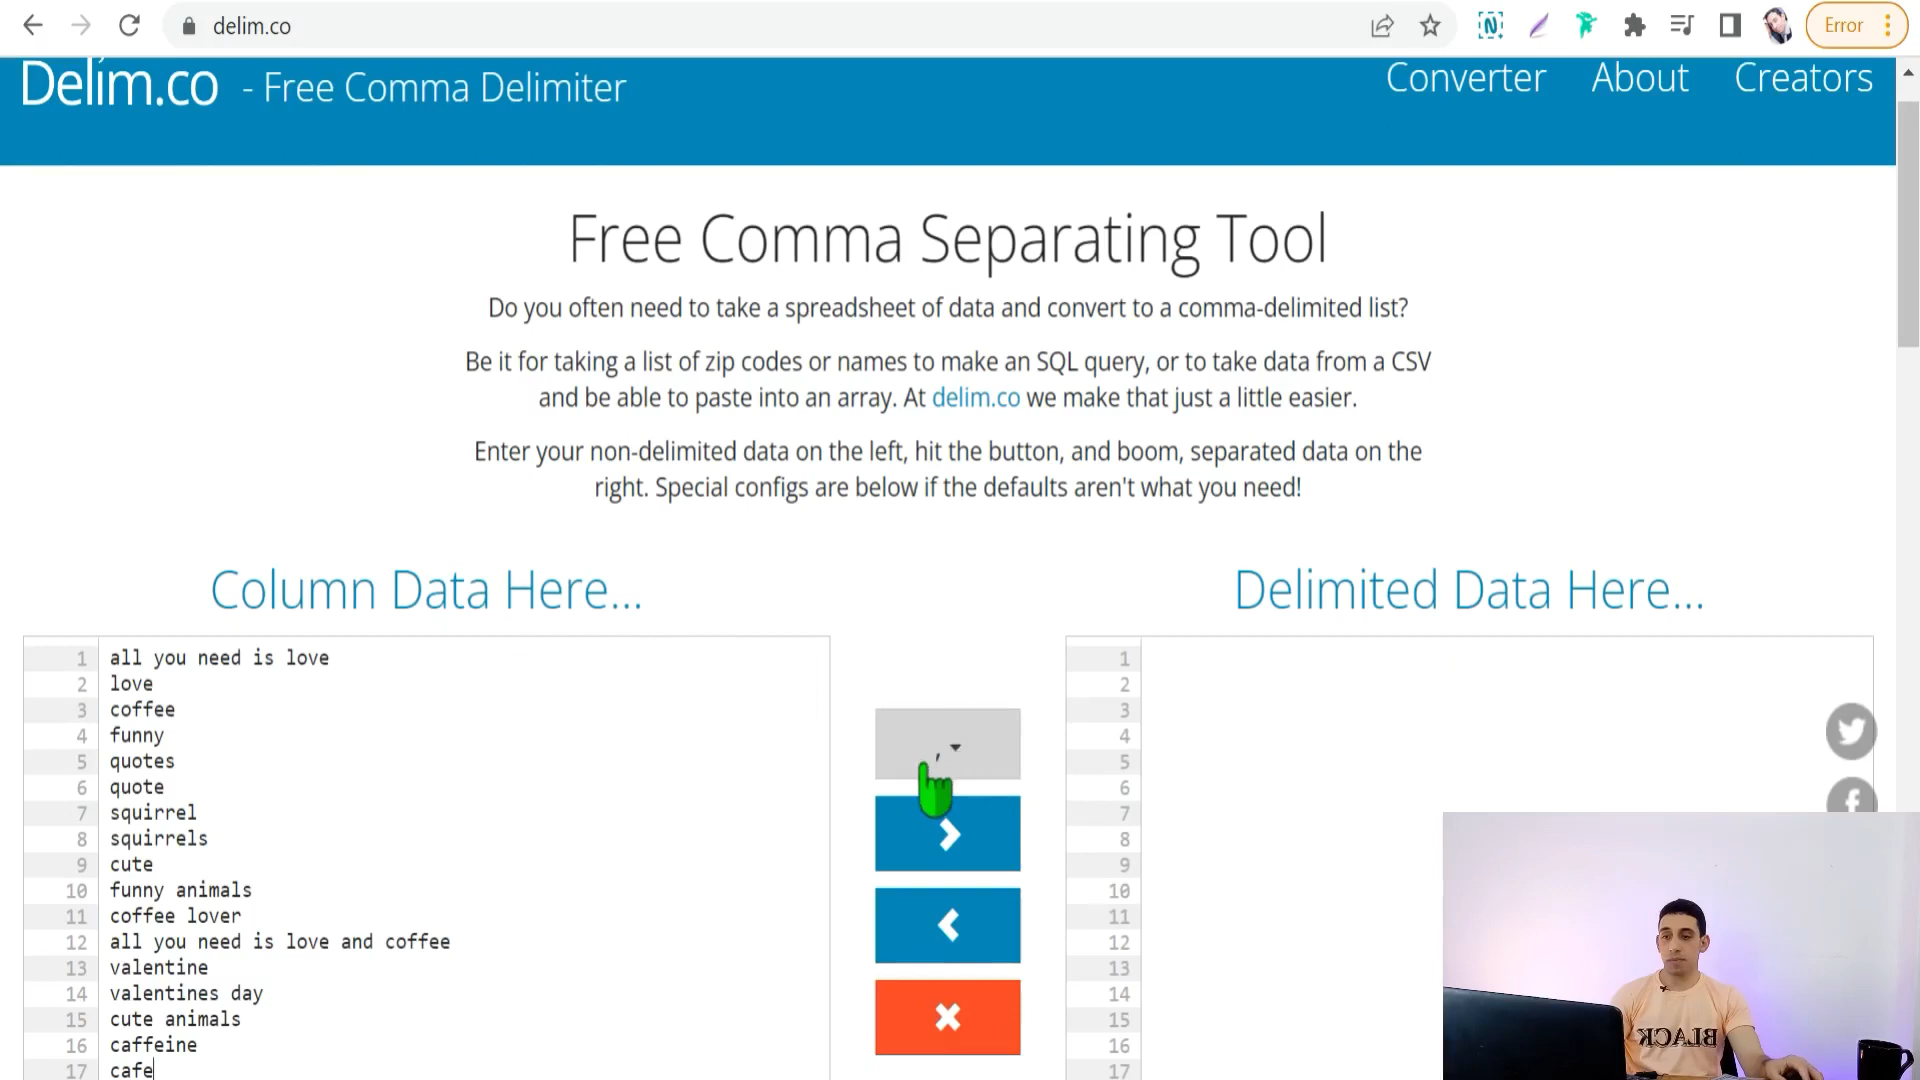 delim.co
Error
Delim.co - Free Comma Delimiter
Converter About Creators
Free Comma Separating Tool
Do you often need to take a spreadsheet of data and convert to a comma-delimited list?
Be it for taking a list of zip codes or names to make an SQL query, or to take data from a CSV
and be able to paste into an array. At delim.co we make that just a little easier.
Enter your non-delimited data on the left, hit the button, and boom, separated data on the
right. Special configs are below if the defaults aren't what you need!
Column Data Here...
1 all you need is love
2 love
3 coffee
4 funny
5 quotes
6 quote
7 squirrel
8 squirrels
9 cute
10 funny animals
11 coffee lover
12 all you need is love and coffee
13 valentine
14 valentines day
15 cute animals
16 caffeine
17 cafe
,
Delimited Data Here...
1
2
3
4
5
6
7
8
9
10
11
12
13
14
15
16
17
BLACK